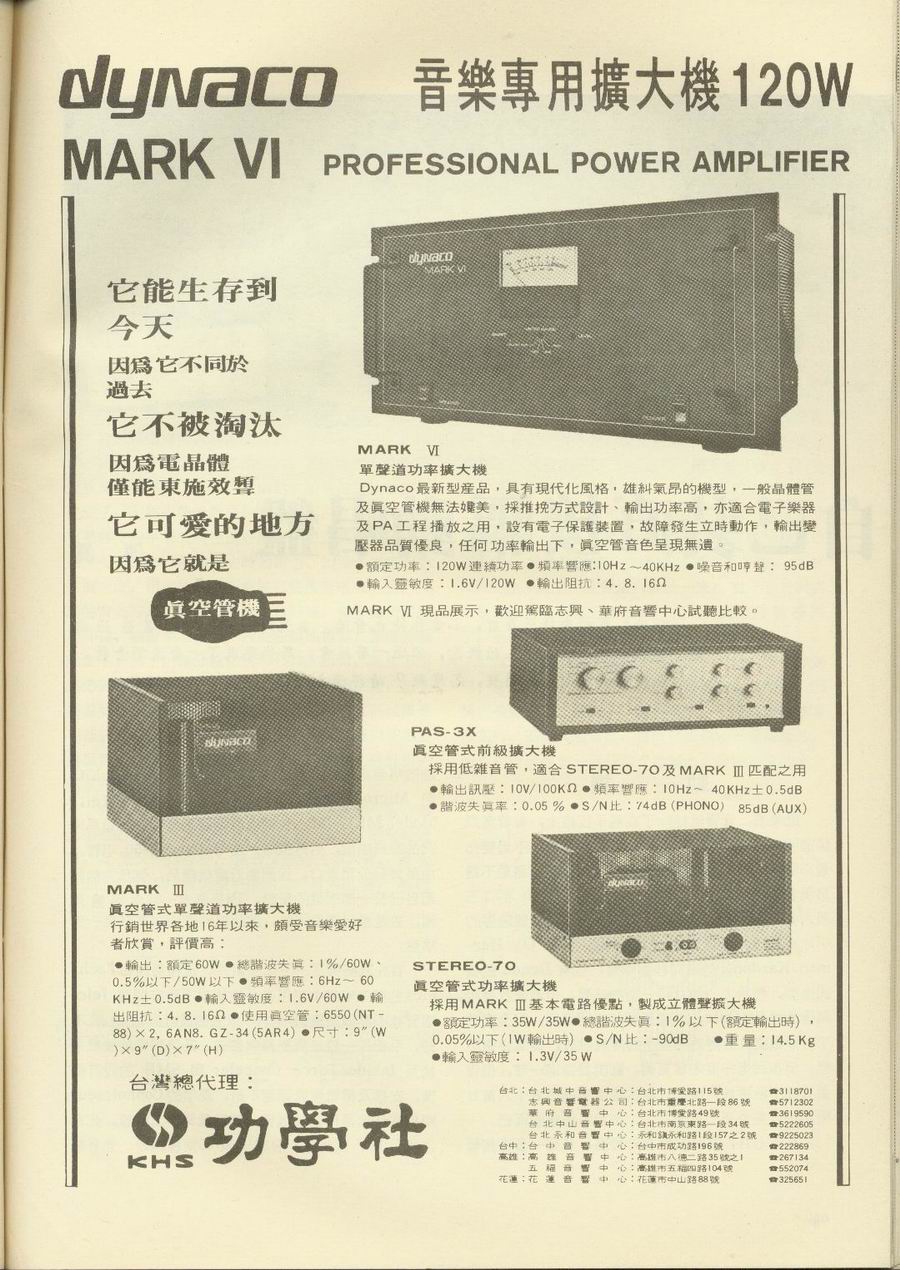 dynaco 音樂專用擴大機120W
MARK VI PROFESSIONAL POWER AMPLIFIER
dynaco
MARK VI
它能生存到
今天
因爲它不同於
過去
它不被淘汰
因爲電晶體
僅能東施效顰
它可愛的地方
因爲它就是
眞空管機
MARK Ⅵ
單聲道功率擴大機
Dynaco最新型産品，具有現代化風格，雄糾氣昂的機型，一般晶體管
及眞空管機無法媲美，採推挽方式設計、輸出功率高，亦適合電子樂器
及PA工程播放之用，設有電子保護裝置，故障發生立時動作，輸出變
壓器品質優良，任何功率輸出下，眞空管音色呈現無遺。
●額定功率：120W連續功率●頻率響應:10Hz～40KHz●噪音和哼聲： 95dB
●輸入靈敏度：1.6V/120W ●輸出阻抗：4. 8. 16Ω
MARK Ⅵ 現品展示，歡迎駕臨志興、華府音響中心試聽比較。
PAS-3X
眞空管式前級擴大機
採用低雜音管，適合STEREO-70及MARK Ⅲ匹配之用
●輸出訊壓：10V/100KΩ●頻率響應：10Hz～ 40KHz±0.5dB
●諧波失眞率：0.05％●S/N比：74dB (PHONO) 85dB (AUX)
dynaco
MARK Ⅲ
眞空管式單聲道功率擴大機
行銷世界各地16年以來，頗受音樂愛好
者欣賞，評價高：
●輸出：額定60W●總諧波失眞：1％/60W、
0.5％以下/50W以下●頻率響應：6Hz～ 60
KHz±0.5dB●輸入靈敏度：1.6V/60W ● 輸
出阻抗：4. 8. 16Ω●使用眞空管：6550(NT-
88)×2, 6AN8. GZ-34(5AR4) ●尺寸：9″(W
)×9″(D)×7″(H)
dynaco
STEREO-70
眞空管式功率擴大機
採用MARK Ⅲ基本電路優點，製成立體聲擴大機
●額定功率：35W/35W●總諧波失眞：1％以下(額定輸出時)，
0.05％以下(1W輸出時) ●S/N比：-90dB ●重量：14.5Kg
●輸入靈敏度： 1.3V/35W
台灣總代理：
KHS 功學社
台北：台北城中音響中心：台北市博愛路115號 ☎3118701
志興音響電器公司：台北市重慶北路一段86號 ☎5712302
華府音響中心：台北市博愛路49號 ☎3619590
台北中山音響中心：台北市南京東路一段34號 ☎5222605
台北永和音響中心：永和鎭永和路1段157之2號 ☎9225023
台中：台中音響中心：台中市成功路196號 ☎222869
高雄：高雄音響中心：高雄市八德二路35號之1 ☎267134
五福音響中心：高雄市五福四路104號 ☎552074
花蓮：花蓮音響中心：花蓮市中山路88號 ☎325651